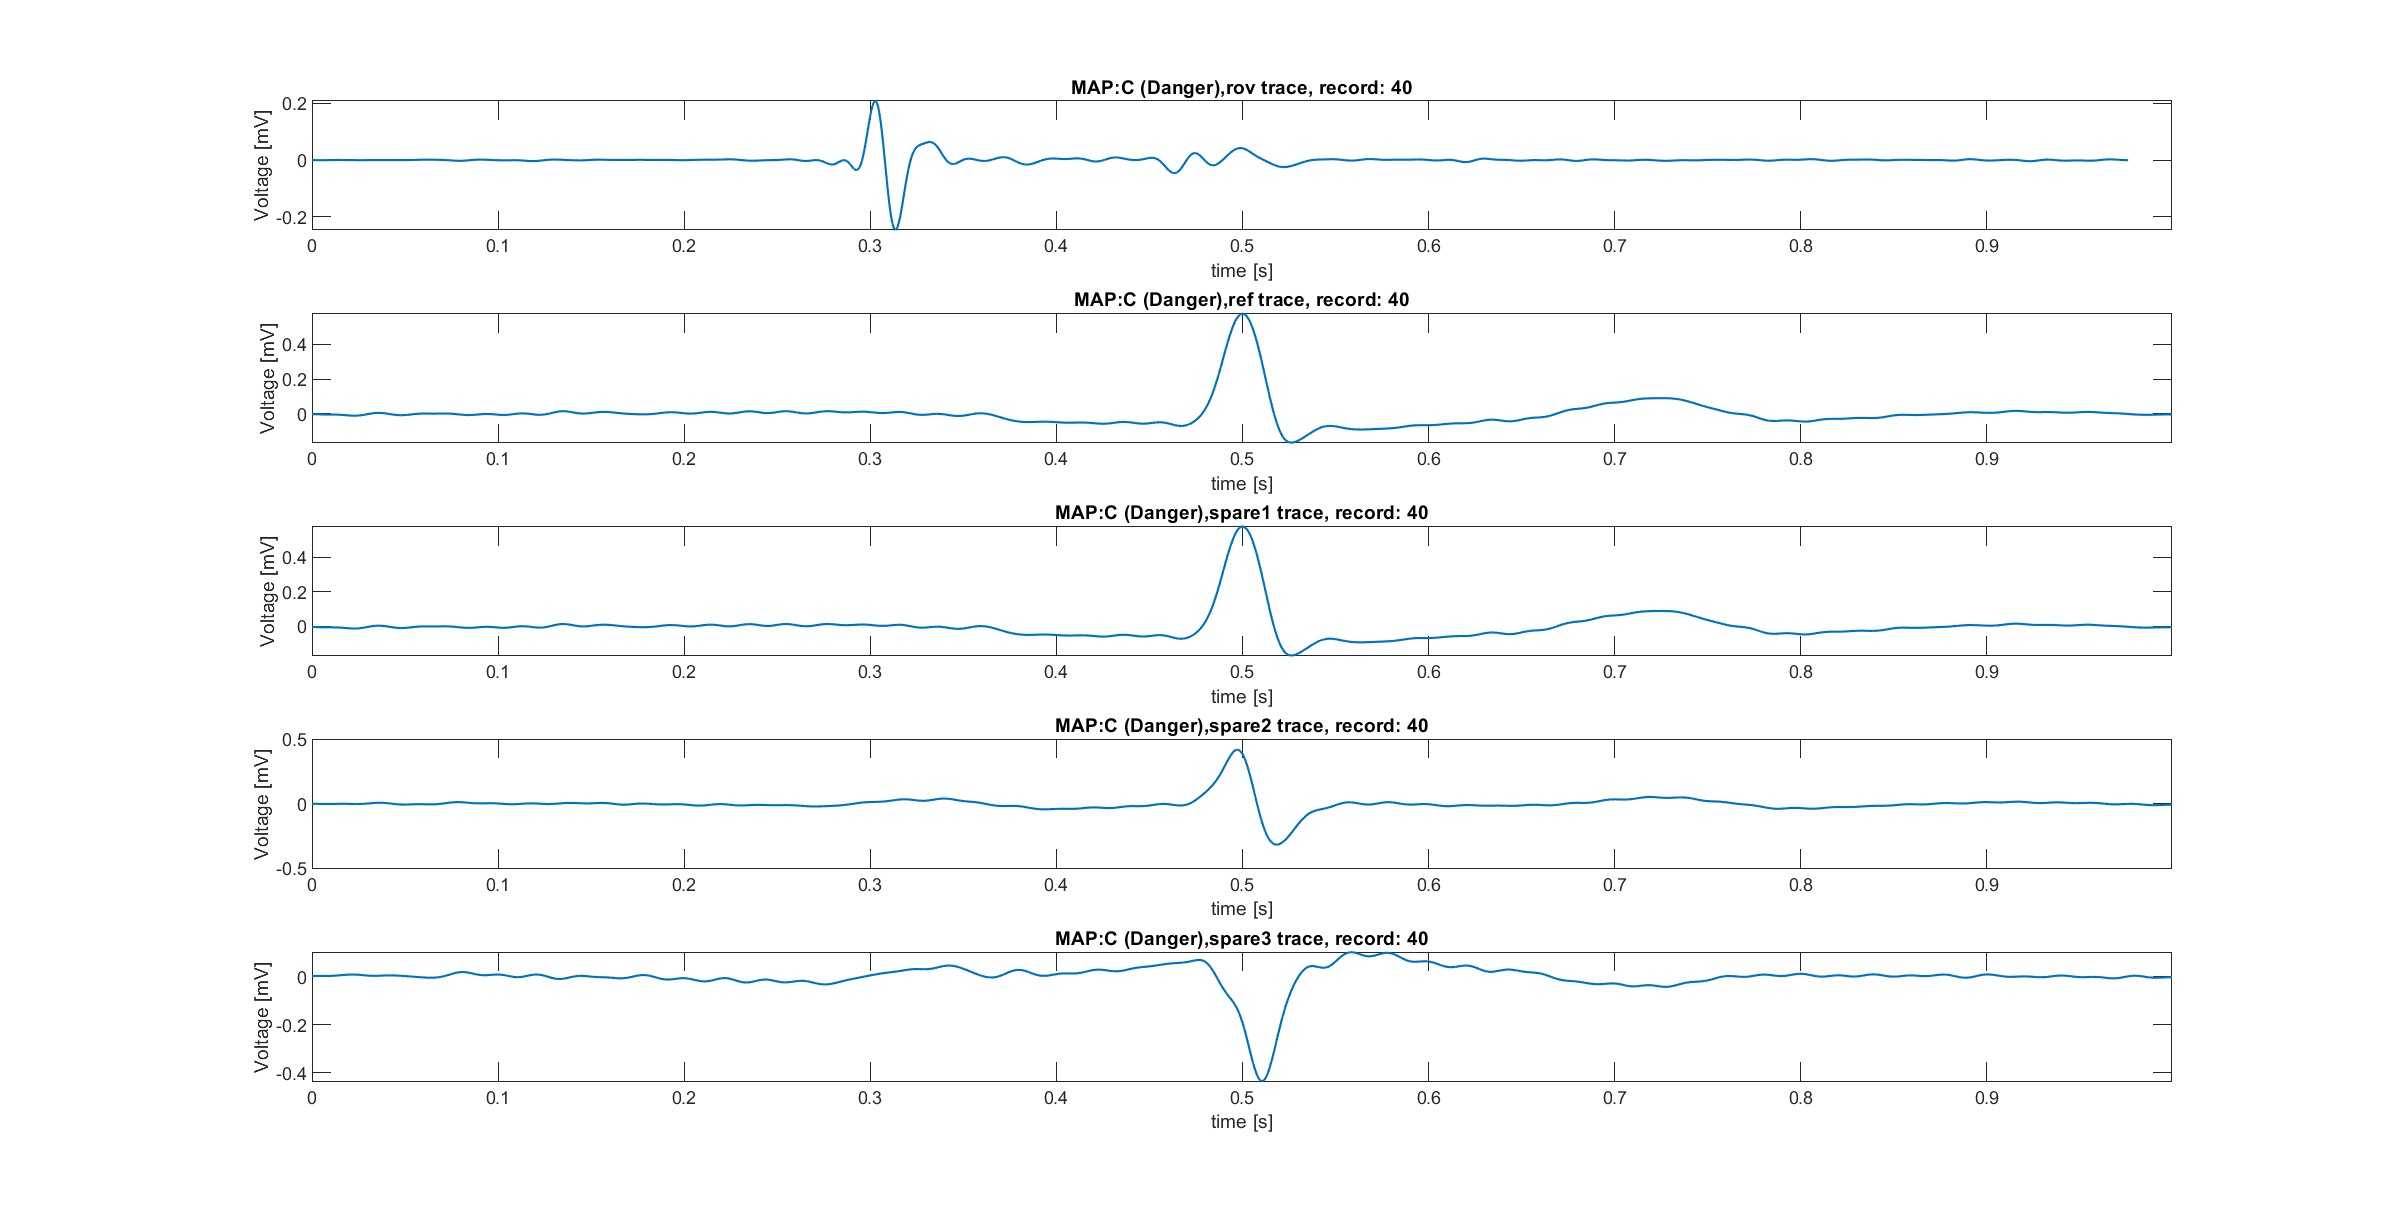 MAP:C (Danger),rov trace, record: 40
Voltage [mV]
0.2
0
-0.2
0 0.1 0.2 0.3 0.4 0.5 0.6 0.7 0.8 0.9
time [s]
MAP:C (Danger),ref trace, record: 40
Voltage [mV]
0.4
0.2
0
0 0.1 0.2 0.3 0.4 0.5 0.6 0.7 0.8 0.9
time [s]
MAP:C (Danger),spare1 trace, record: 40
Voltage [mV]
0.4
0.2
0
0 0.1 0.2 0.3 0.4 0.5 0.6 0.7 0.8 0.9
time [s]
MAP:C (Danger),spare2 trace, record: 40
Voltage [mV]
0.5
0
-0.5
0 0.1 0.2 0.3 0.4 0.5 0.6 0.7 0.8 0.9
time [s]
MAP:C (Danger),spare3 trace, record: 40
Voltage [mV]
0
-0.2
-0.4
0 0.1 0.2 0.3 0.4 0.5 0.6 0.7 0.8 0.9
time [s]